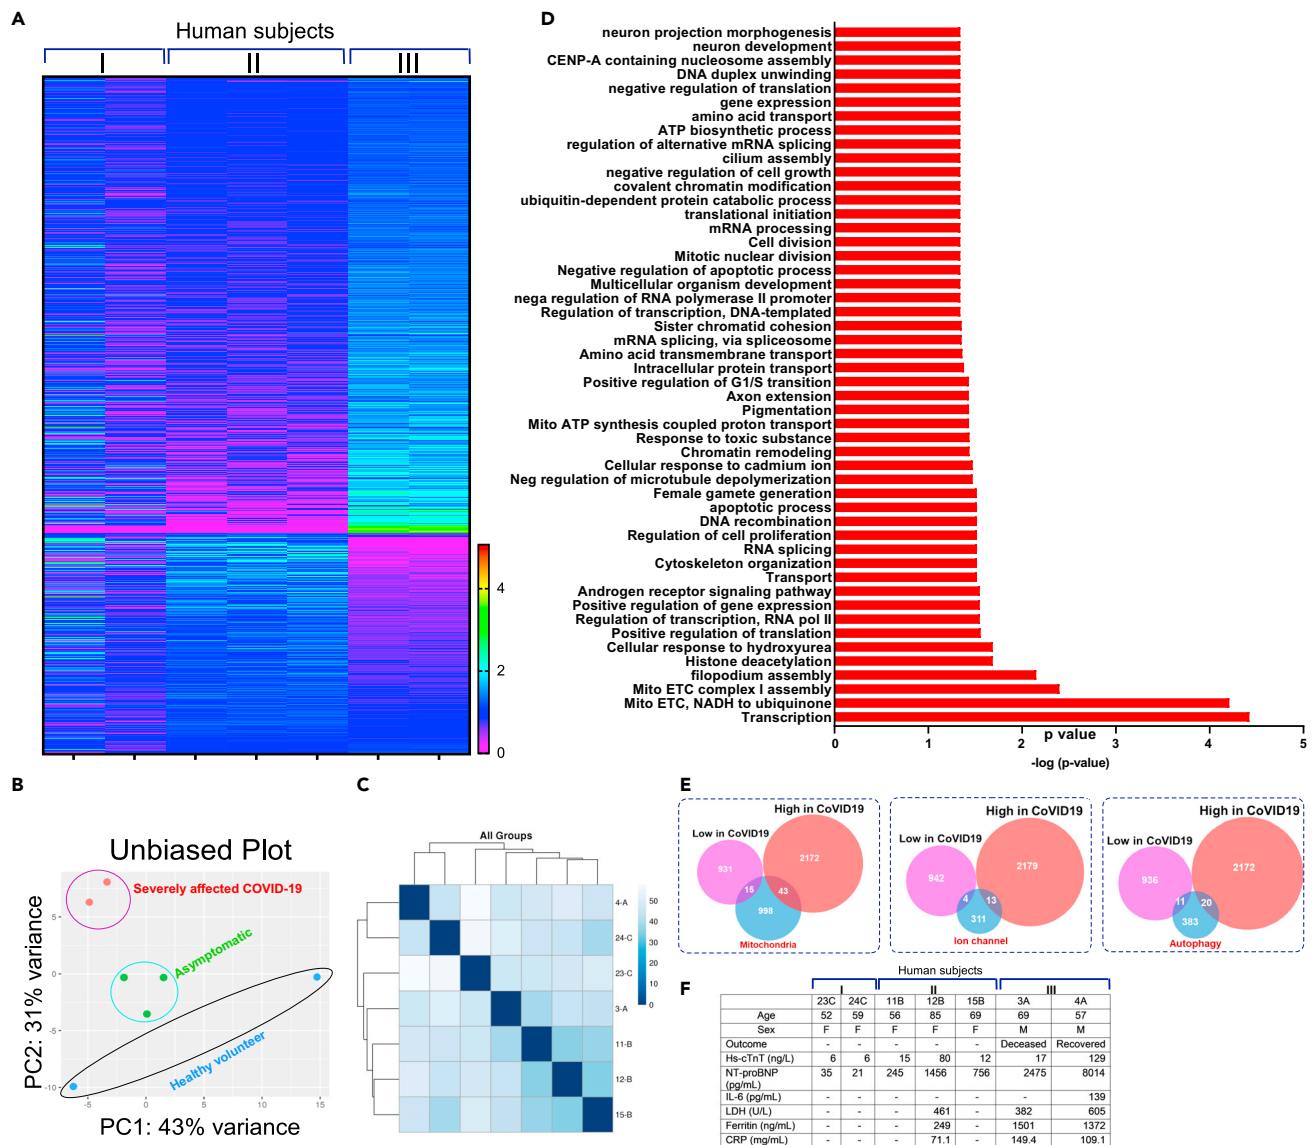 A
Human subjects
I II III
4
2
0
D
neuron projection morphogenesis
neuron development
CENP-A containing nucleosome assembly
DNA duplex unwinding
negative regulation of translation
gene expression
amino acid transport
ATP biosynthetic process
regulation of alternative mRNA splicing
cilium assembly
negative regulation of cell growth
covalent chromatin modification
ubiquitin-dependent protein catabolic process
translational initiation
mRNA processing
Cell division
Mitotic nuclear division
Negative regulation of apoptotic process
Multicellular organism development
nega regulation of RNA polymerase II promoter
Regulation of transcription, DNA-templated
Sister chromatid cohesion
mRNA splicing, via spliceosome
Amino acid transmembrane transport
Intracellular protein transport
Positive regulation of G1/S transition
Axon extension
Pigmentation
Mito ATP synthesis coupled proton transport
Response to toxic substance
Chromatin remodeling
Cellular response to cadmium ion
Neg regulation of microtubule depolymerization
Female gamete generation
apoptotic process
DNA recombination
Regulation of cell proliferation
RNA splicing
Cytoskeleton organization
Transport
Androgen receptor signaling pathway
Positive regulation of gene expression
Regulation of transcription, RNA pol II
Positive regulation of translation
Cellular response to hydroxyurea
Histone deacetylation
filopodium assembly
Mito ETC complex I assembly
Mito ETC, NADH to ubiquinone
Transcription
p value
0 1 2 3 4 5
-log (p-value)
B
Unbiased Plot
Severely affected COVID-19
Asymptomatic
Healthy volunteer
5
0
-5
-10
PC2: 31% variance
-5 0 5 10 15
PC1: 43% variance
C
All Groups
4-A
24-C
23-C
3-A
11-B
12-B
15-B
50
40
30
20
10
0
E
High in CoVID19
Low in CoVID19
931
2172
15
43
998
Mitochondria
High in CoVID19
Low in CoVID19
942
2179
4
13
311
Ion channel
High in CoVID19
Low in CoVID19
936
2172
11
20
383
Autophagy
F
Human subjects
I II III
23C 24C 11B 12B 15B 3A 4A
Age 52 59 56 85 69 69 57
Sex F F F F F M M
Outcome Deceased Recovered
Hs-cTnT (ng/L) 6 6 15 80 12 17 129
NT-proBNP 35 21 245 1456 756 2475 8014
(pg/mL)
IL-6 (pg/mL) - - - - - - 139
LDH (U/L) - - - 461 - 382 605
Ferritin (ng/mL) - - - 249 - 1501 1372
CRP (mg/mL) - - - 71.1 - 149.4 109.1